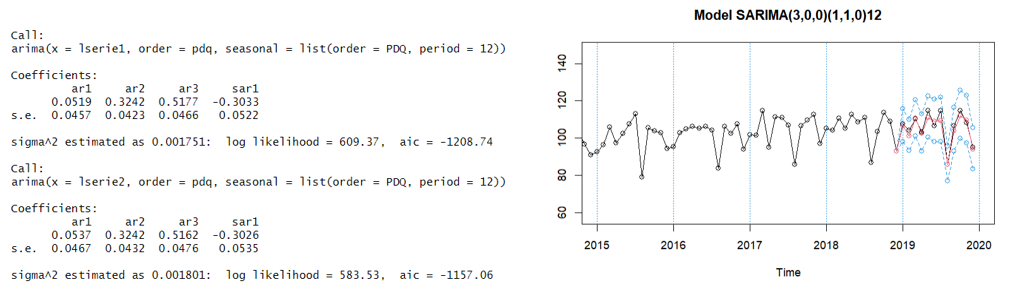 Call:
arima(x = lserie1, order = pdq, seasonal = list(order = PDQ, period = 12))
Coefficients:
ar1 ar2 ar3 sar1
0.0519 0.3242 0.5177 -0.3033
s.e. 0.0457 0.0423 0.0466 0.0522
sigma^2 estimated as 0.001751: log likelihood = 609.37, aic = -1208.74
Call:
arima(x = lserie2, order = pdq, seasonal = list(order = PDQ, period = 12))
Coefficients:
ar1 ar2 ar3 sar1
0.0537 0.3242 0.5162 -0.3026
s.e. 0.0467 0.0432 0.0476 0.0535
sigma^2 estimated as 0.001801: log likelihood = 583.53, aic = -1157.06
Model SARIMA(3,0,0)(1,1,0)12
140
120
100
80
60
2015 2016 2017 2018 2019 2020
Time